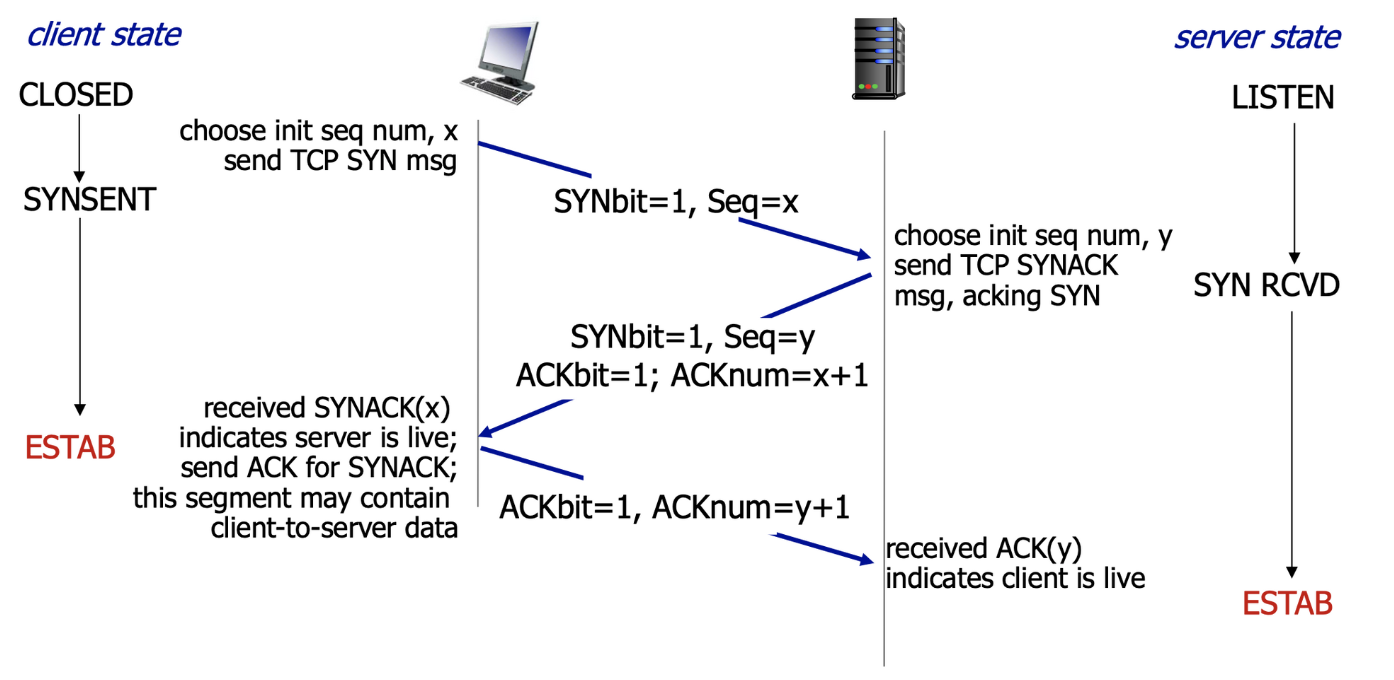 client state
server state
CLOSED
LISTEN
choose init seq num, x
send TCP SYN msg
SYNSENT
SYNbit=1, Seq=x
choose init seq num, y
send TCP SYNACK
msg, acking SYN
SYN RCVD
SYNbit=1, Seq=y
ACKbit=1; ACKnum=x+1
received SYNACK(x)
indicates server is live;
send ACK for SYNACK;
this segment may contain
client-to-server data
ESTAB
ACKbit=1, ACKnum=y+1
received ACK(y)
indicates client is live
ESTAB